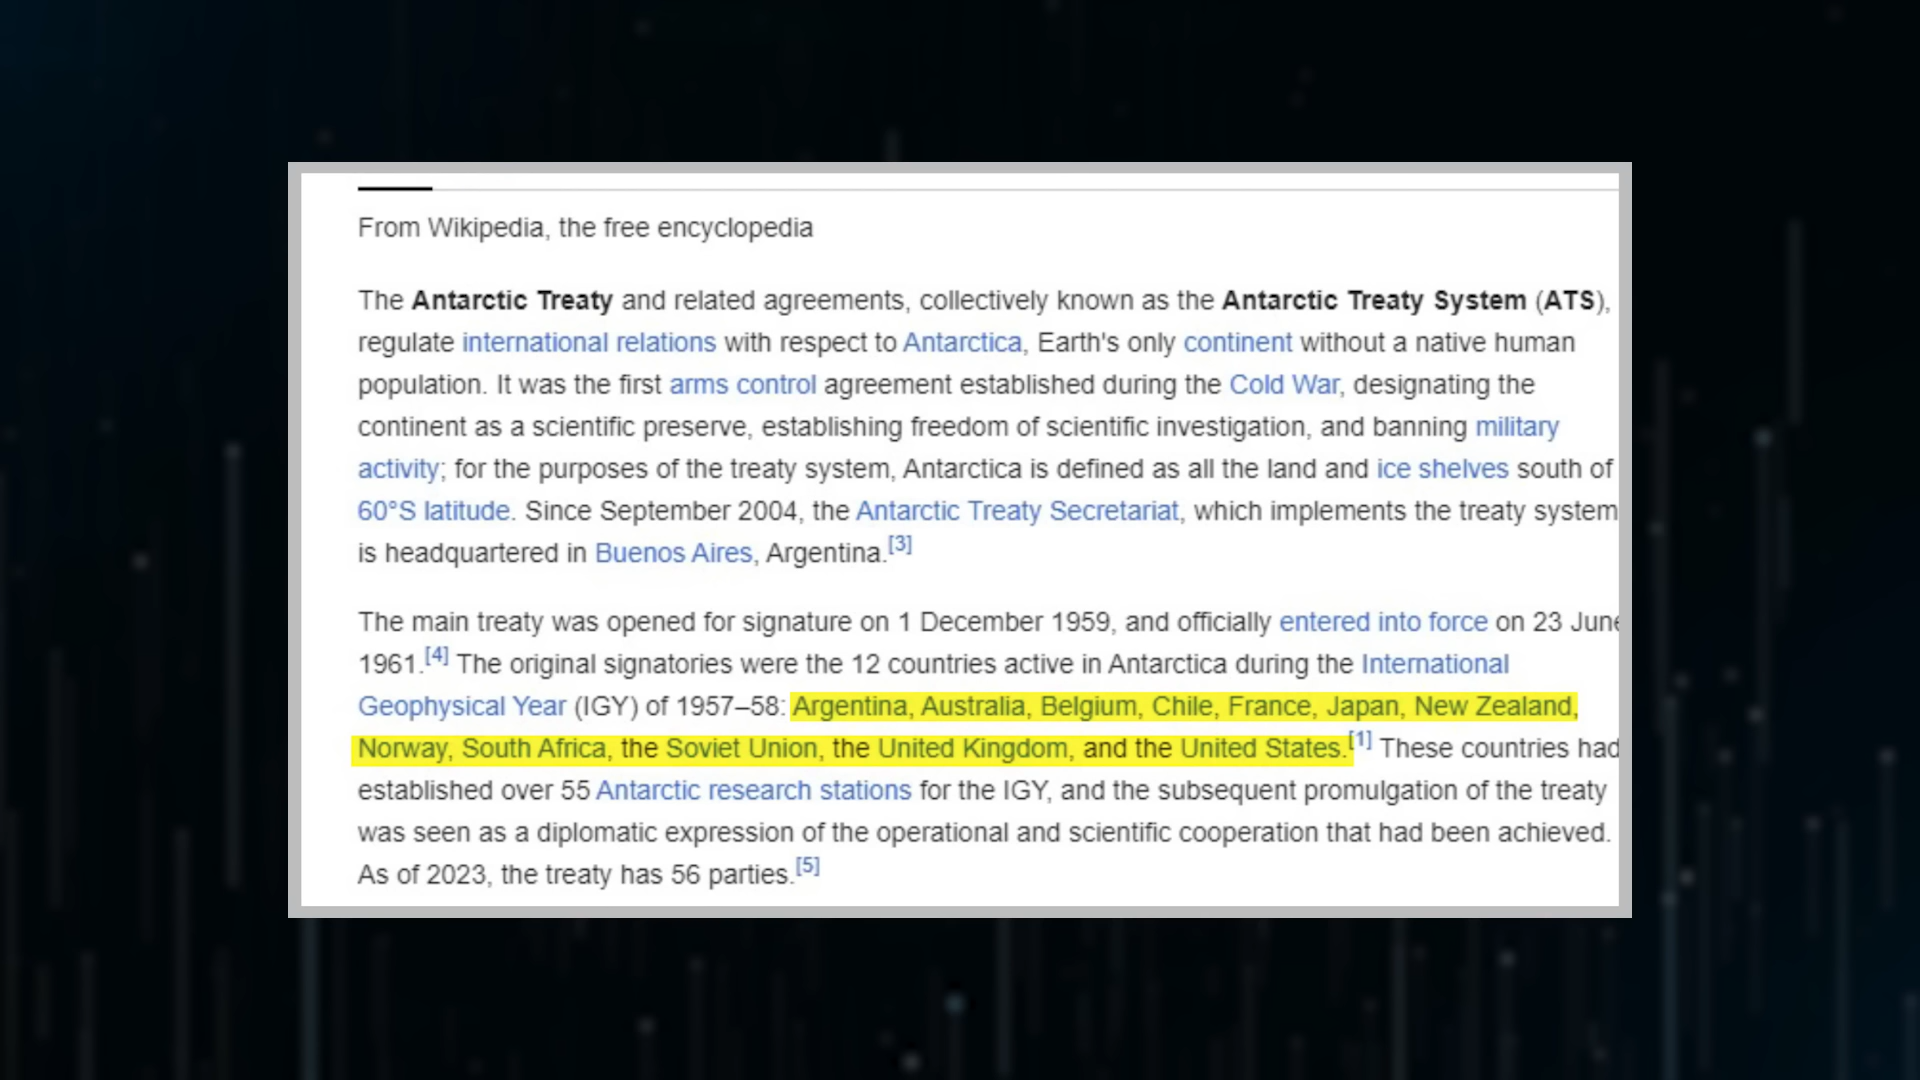 From Wikipedia, the free encyclopedia
The Antarctic Treaty and related agreements, collectively known as the Antarctic Treaty System (ATS),
regulate international relations with respect to Antarctica, Earth's only continent without a native human
population. It was the first arms control agreement established during the Cold War, designating the
continent as a scientific preserve, establishing freedom of scientific investigation, and banning military
activity; for the purposes of the treaty system, Antarctica is defined as all the land and ice shelves south of
60°S latitude. Since September 2004, the Antarctic Treaty Secretariat, which implements the treaty system
is headquartered in Buenos Aires, Argentina.[3]
The main treaty was opened for signature on 1 December 1959, and officially entered into force on 23 June
1961.[4] The original signatories were the 12 countries active in Antarctica during the International
Geophysical Year (IGY) of 1957–58: Argentina, Australia, Belgium, Chile, France, Japan, New Zealand,
Norway, South Africa, the Soviet Union, the United Kingdom, and the United States.[1] These countries had
established over 55 Antarctic research stations for the IGY, and the subsequent promulgation of the treaty
was seen as a diplomatic expression of the operational and scientific cooperation that had been achieved.
As of 2023, the treaty has 56 parties.[5]